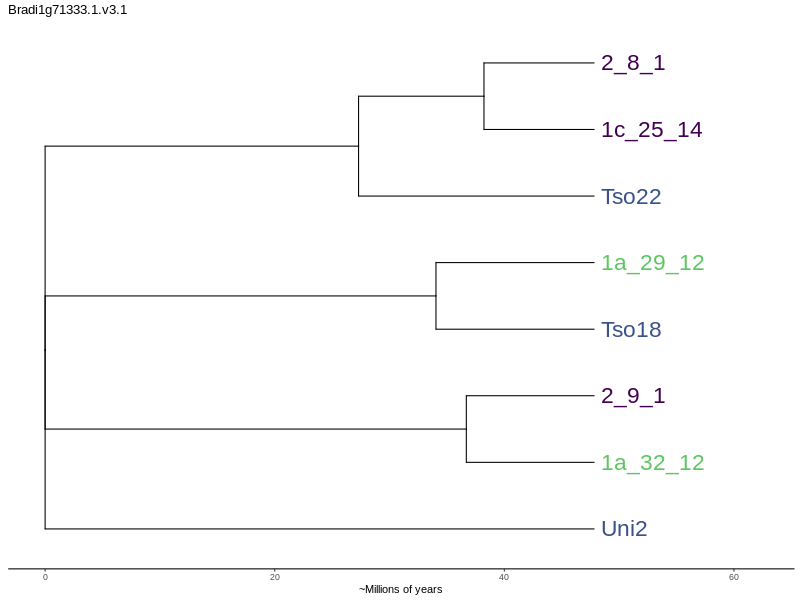 Bradi1g71333.1.v3.1
2_8_1
1c_25_14
Tso22
1a_29_12
Tso18
2_9_1
1a_32_12
Uni2
0 20 40 60
~Millions of years